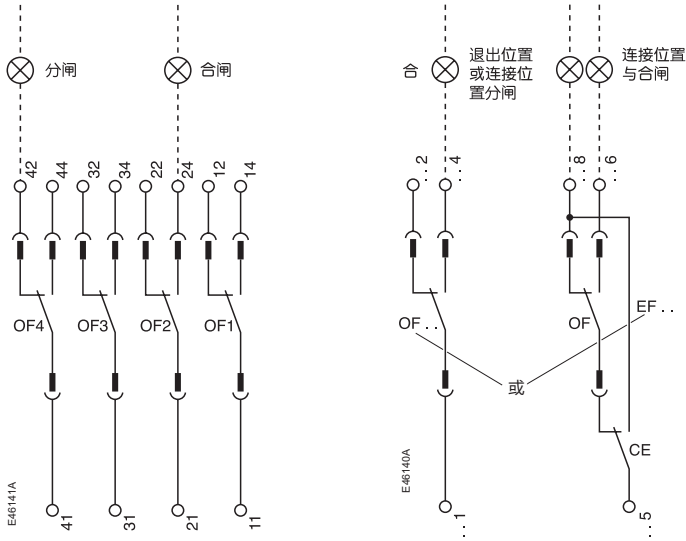 分闸
合闸
合
退出位置
或连接位
置分闸
连接位置
与合闸
42
44
32
34
22
24
12
14
..2
..4
..8
..6
OF4
OF3
OF2
OF1
OF..
OF
EF..
或
CE
E46141A
E46140A
41
31
21
11
..1
..5